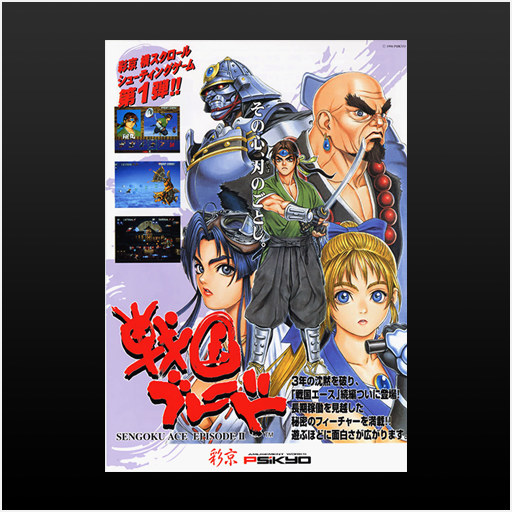 © 1996 PSIKYO
彩京 横スクロール
シューティングゲーム
第1弾!!
その心、刃のごとし。
戦国
ブレード
SENGOKU ACE EPISODE II TM
3年の沈黙を破り、
「戦国エース」続編ついに登場!
長期稼働を見越した
秘密のフィーチャーを満載!!
遊ぶほどに面白さが広がります。
彩京
AMUSEMENT WORLD
PSIKYO